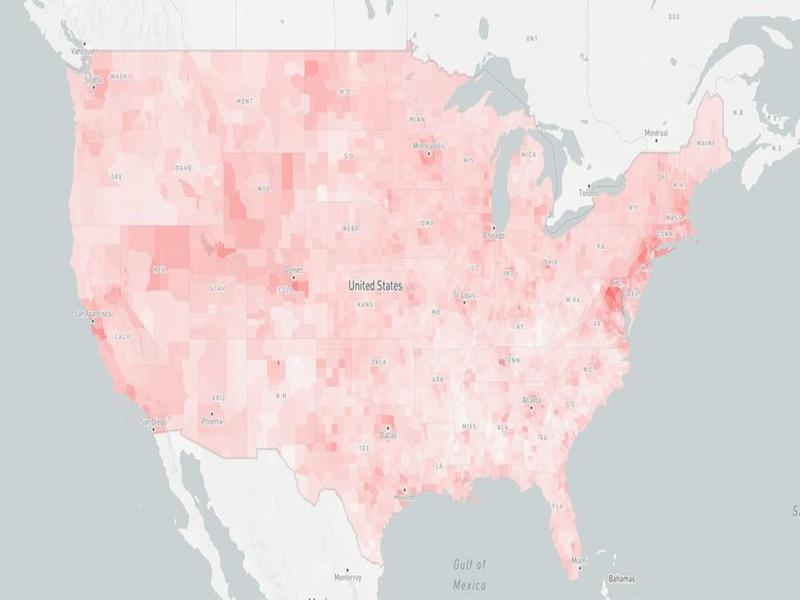 QUE.
ONT.
Vancouver
Seattle
WASH.
MONT.
N.D.
MINN.
Montreal
N.B.
N.S.
MAINE
Minneapolis
WIS.
MICH.
S.D.
ORE.
IDAHO
WYO.
Toronto
VT.
N.H.
N.Y.
MASS.
CONN.
Chicago
IOWA
NEBR.
PA.
OHIO
NEV.
UTAH
Denver
COLO.
United States
KANS.
ILL.
IND.
St. Louis
MO.
W.VA.
VA.
DEL.
San Francisco
CALIF.
KY.
TENN.
N.C.
OKLA.
ARK.
ARIZ.
N.M.
Phoenix
San Diego
Dallas
TEX.
MISS.
ALA.
Atlanta
GA.
S.C.
LA.
Houston
FLA.
Miami
Bahamas
Gulf of
Mexico
Monterrey